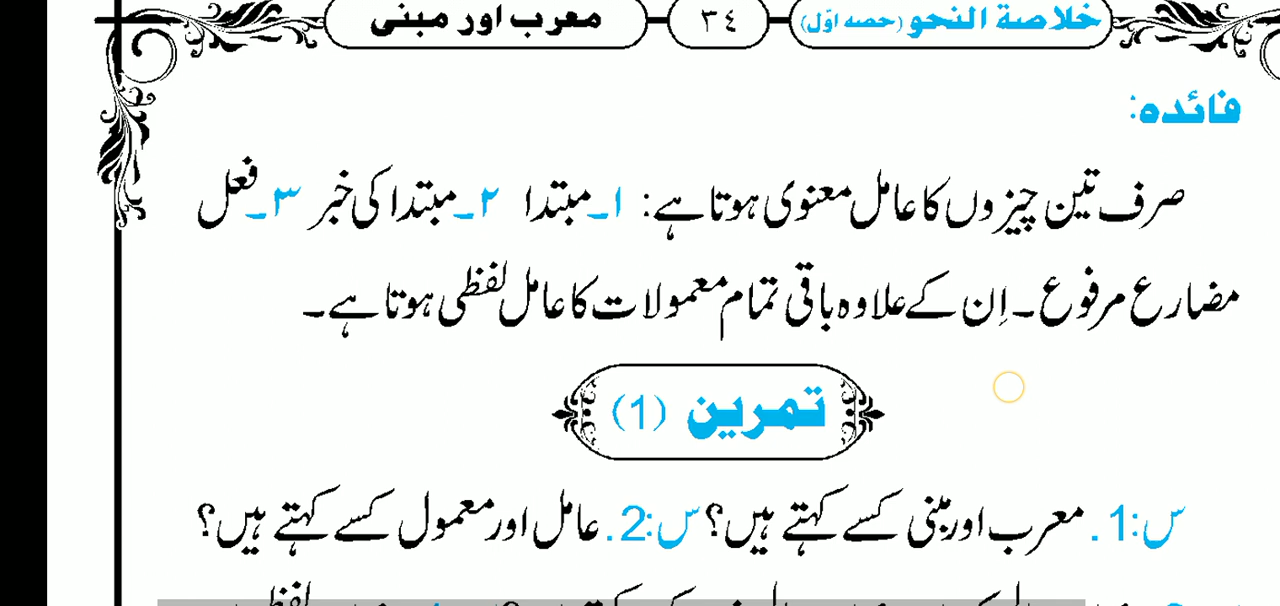 خلاصة النحو (حصہ اوّل) ٣٤ معرب اور مبنی
فائدہ:
صرف تین چیزوں کا عامل معنوی ہوتا ہے: ۱۔مبتدا ۲۔مبتدا کی خبر ۳۔فعل
مضارع مرفوع۔ اِن کے علاوہ باقی تمام معمولات کا عامل لفظی ہوتا ہے۔
تمرین (1)
س:1. معرب اور مبنی کسے کہتے ہیں؟ س:2. عامل اور معمول کسے کہتے ہیں؟